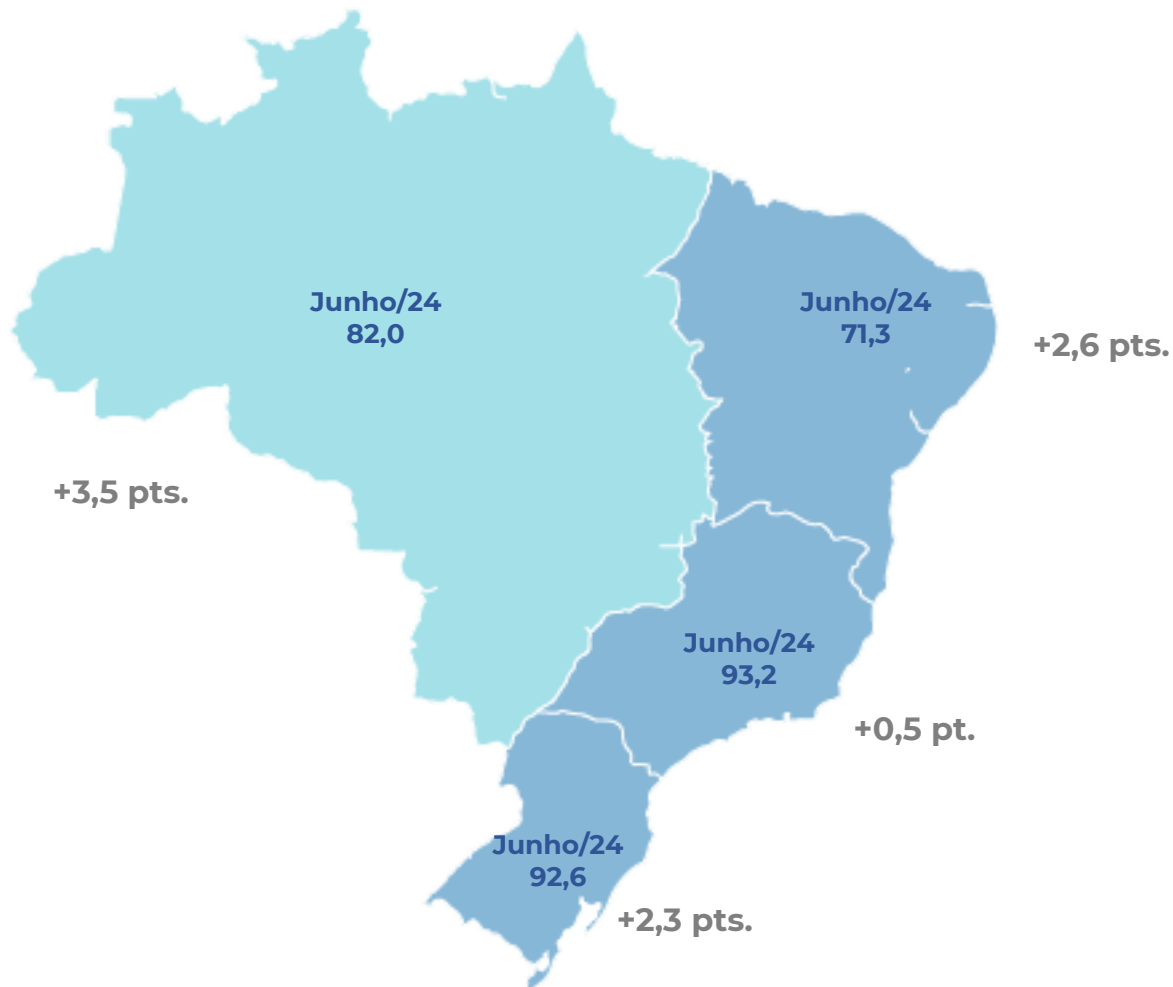 Junho/24
82,0
Junho/24
71,3
+2,6 pts.
+3,5 pts.
Junho/24
93,2
+0,5 pt.
Junho/24
92,6
+2,3 pts.